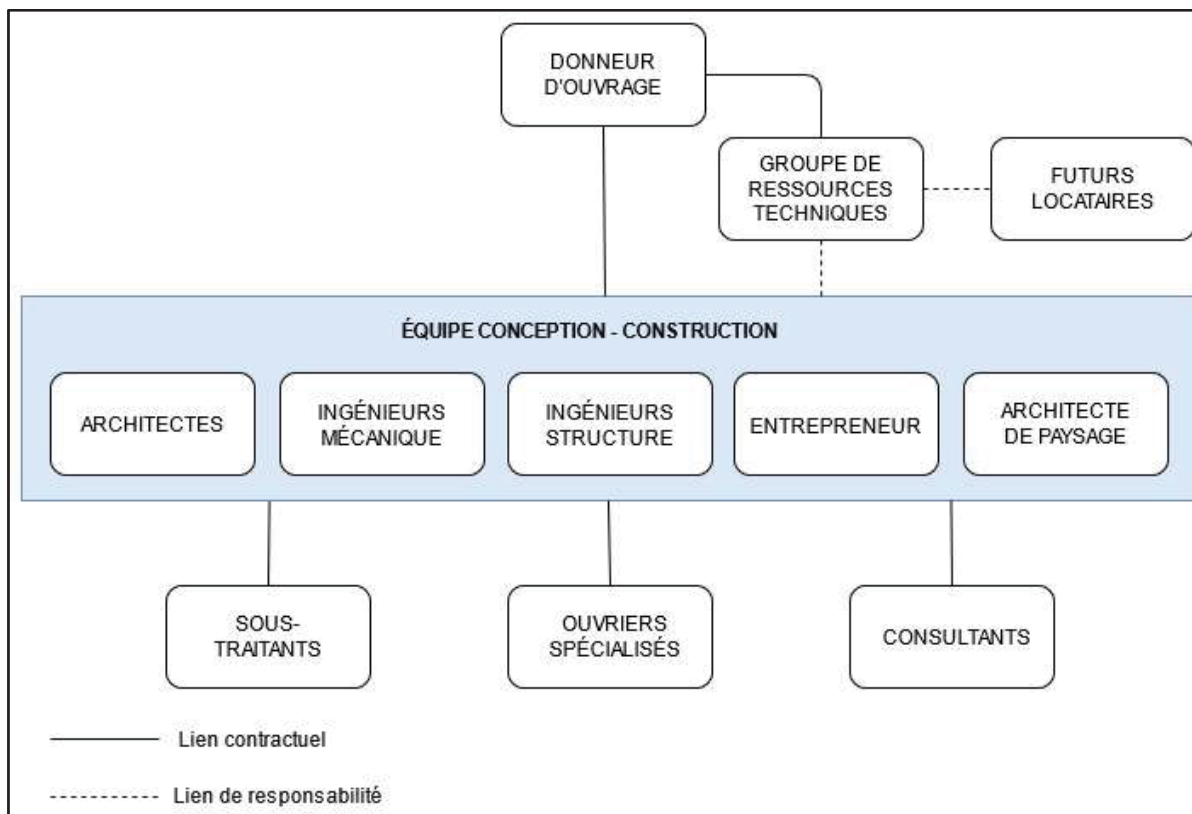 DONNEUR
D'OUVRAGE
GROUPE DE
RESSOURCES
TECHNIQUES
FUTURS
LOCATAIRES
ÉQUIPE CONCEPTION - CONSTRUCTION
ARCHITECTES
INGÉNIEURS
MÉCANIQUE
INGÉNIEURS
STRUCTURE
ENTREPRENEUR
ARCHITECTE
DE PAYSAGE
SOUS-
TRAITANTS
OUVRIERS
SPÉCIALISÉS
CONSULTANTS
Lien contractuel
Lien de responsabilité